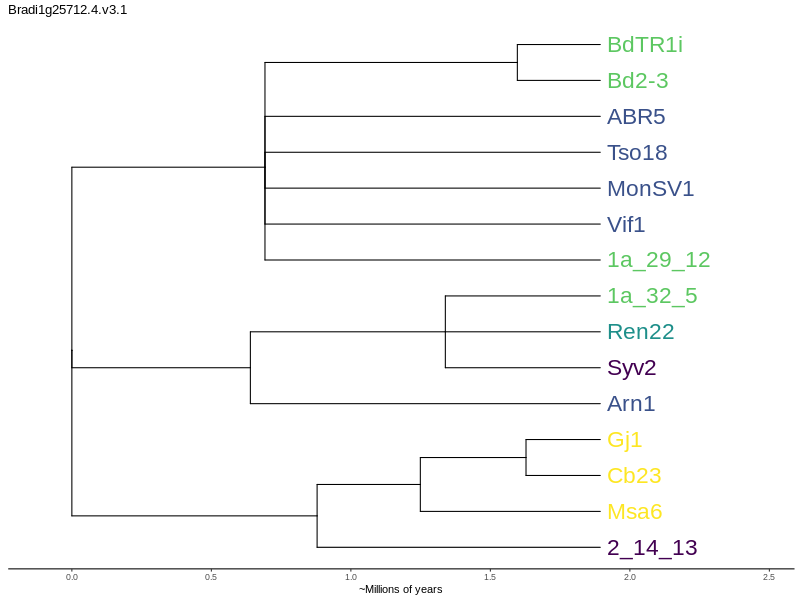 Bradi1g25712.4.v3.1
BdTR1i
Bd2-3
ABR5
Tso18
MonSV1
Vif1
1a_29_12
1a_32_5
Ren22
Syv2
Arn1
Gj1
Cb23
Msa6
2_14_13
0.0 0.5 1.0 1.5 2.0 2.5
~Millions of years